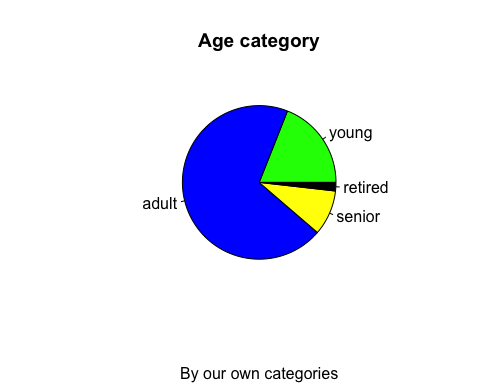 Age category
young
retired
adult
senior
By our own categories